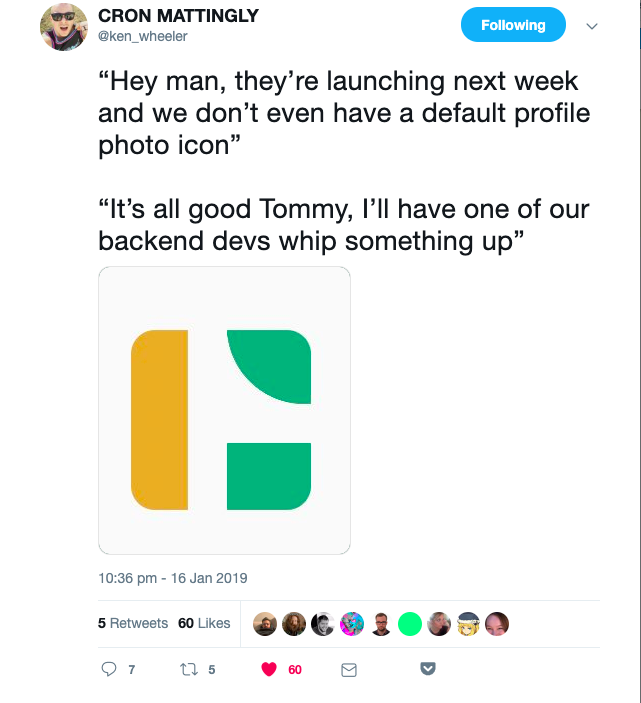 CRON MATTINGLY
@ken_wheeler
Following
“Hey man, they’re launching next week
and we don’t even have a default profile
photo icon”
“It’s all good Tommy, I’ll have one of our
backend devs whip something up”
10:36 pm - 16 Jan 2019
5 Retweets 60 Likes
7 5 60